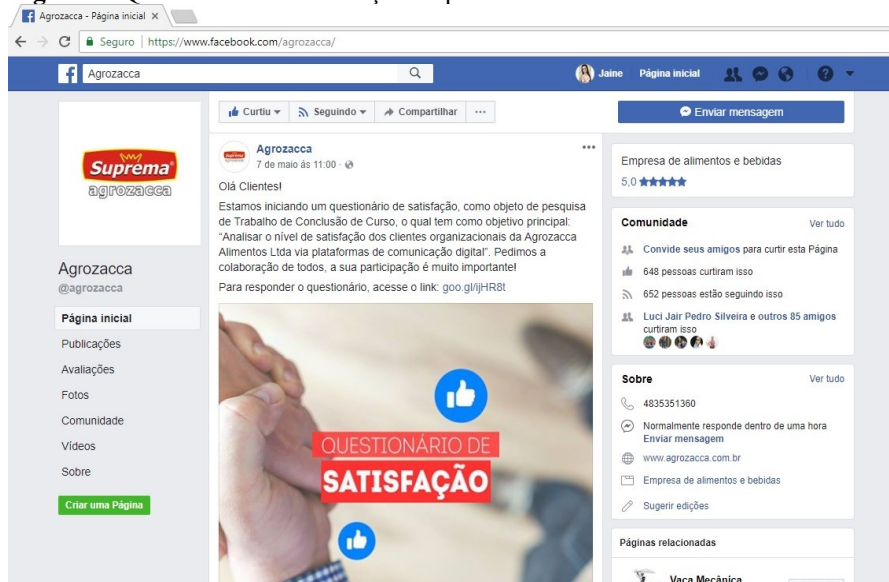 Agrozacca - Página inicial
Seguro | https://www.facebook.com/agrozacca/
Agrozacca
Jaine
Página inicial
Suprema
agrozacca
Agrozacca
@agrozacca
Página inicial
Publicações
Avaliações
Fotos
Comunidade
Vídeos
Sobre
Criar uma Página
Curtiu
Seguindo
Compartilhar
Agrozacca
7 de maio às 11:00
Olá Clientes!
Estamos iniciando um questionário de satisfação, como objeto de pesquisa
de Trabalho de Conclusão de Curso, o qual tem como objetivo principal:
“Analisar o nível de satisfação dos clientes organizacionais da Agrozacca
Alimentos Ltda via plataformas de comunicação digital”. Pedimos a
colaboração de todos, a sua participação é muito importante!
Para responder o questionário, acesse o link: goo.gl/ijHR8t
QUESTIONÁRIO DE
SATISFAÇÃO
Enviar mensagem
Empresa de alimentos e bebidas
5,0 ★★★★★
Comunidade
Ver tudo
Convide seus amigos para curtir esta Página
648 pessoas curtiram isso
652 pessoas estão seguindo isso
Luci Jair Pedro Silveira e outros 85 amigos
curtiram isso
Sobre
Ver tudo
4835351360
Normalmente responde dentro de uma hora
Enviar mensagem
www.agrozacca.com.br
Empresa de alimentos e bebidas
Sugerir edições
Páginas relacionadas
Vaca Mecânica